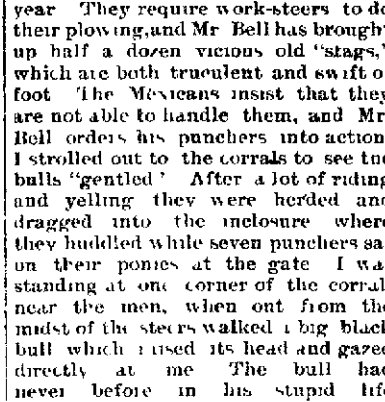 year They require work-steers to do
their plowing, and Mr Bell has brough
up half a dozen vicious old "stags,"
which are both truculent and swift o
foot The Mexicans insist that they
are not able to handle them, and Mr
Bell orders his punchers into action
I strolled out to the corrals to see the
bulls "gentled ' After a lot of riding
and yelling they were herded and
dragged into the inclosure where
they huddled while seven punchers sa
on their ponies at the gate I wa
standing at one corner of the corral
near the men, when out from the
midst of the steers walked a big black
bull which raised its head and gazed
directly at me The bull had
never before in his stupid life